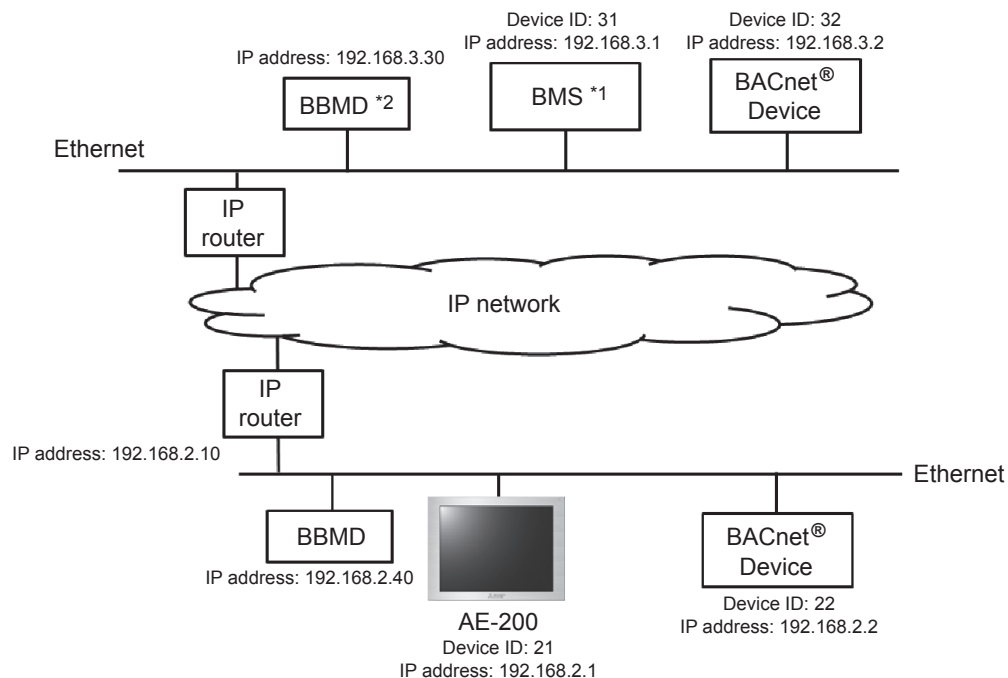 Device ID: 31
IP address: 192.168.3.1
Device ID: 32
IP address: 192.168.3.2
IP address: 192.168.3.30
BBMD *2
BMS *1
BACnet®
Device
Ethernet
IP
router
IP network
IP
router
IP address: 192.168.2.10
Ethernet
BBMD
IP address: 192.168.2.40
BACnet®
Device
AE-200
Device ID: 21
IP address: 192.168.2.1
Device ID: 22
IP address: 192.168.2.2